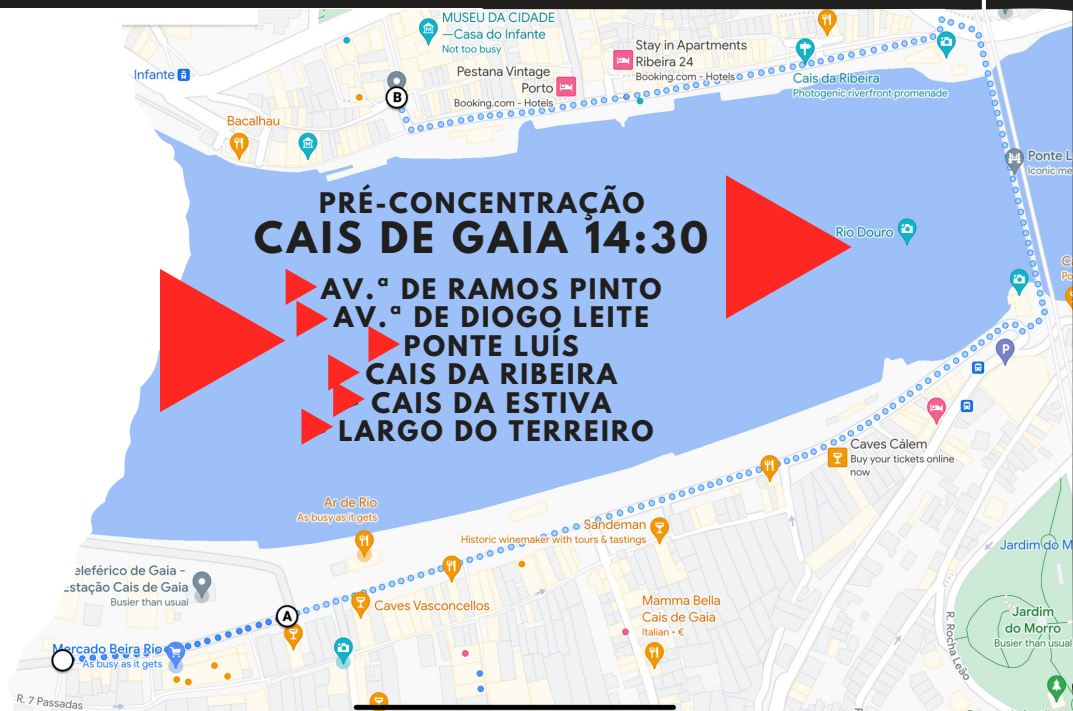 MUSEU DA CIDADE
—Casa do Infante
Not too busy
Stay in Apartments
Ribeira 24
Booking.com - Hotels
Infante
Pestana Vintage
Porto
Booking.com - Hotels
Cais da Ribeira
Photogenic riverfront promenade
B
Bacalhau
Ponte L
Iconic me
PRÉ-CONCENTRAÇÃO
CAIS DE GAIA 14:30
Rio Douro
AV.ª DE RAMOS PINTO
AV.ª DE DIOGO LEITE
PONTE LUÍS
CAIS DA RIBEIRA
CAIS DA ESTIVA
LARGO DO TERREIRO
P
Caves Cálem
Buy your tickets online
now
Ar de Rio
As busy as it gets
Sandeman
Historic winemaker with tours & tastings
Jardim do M
eleférico de Gaia -
Estação Cais de Gaia
Busier than usual
A
Caves Vasconcellos
Mamma Bella
Cais de Gaia
Italian • €
Jardim
do Morro
Busier than usual
R. Rocha Leão
Mercado Beira Rio
As busy as it gets
R. 7 Passadas